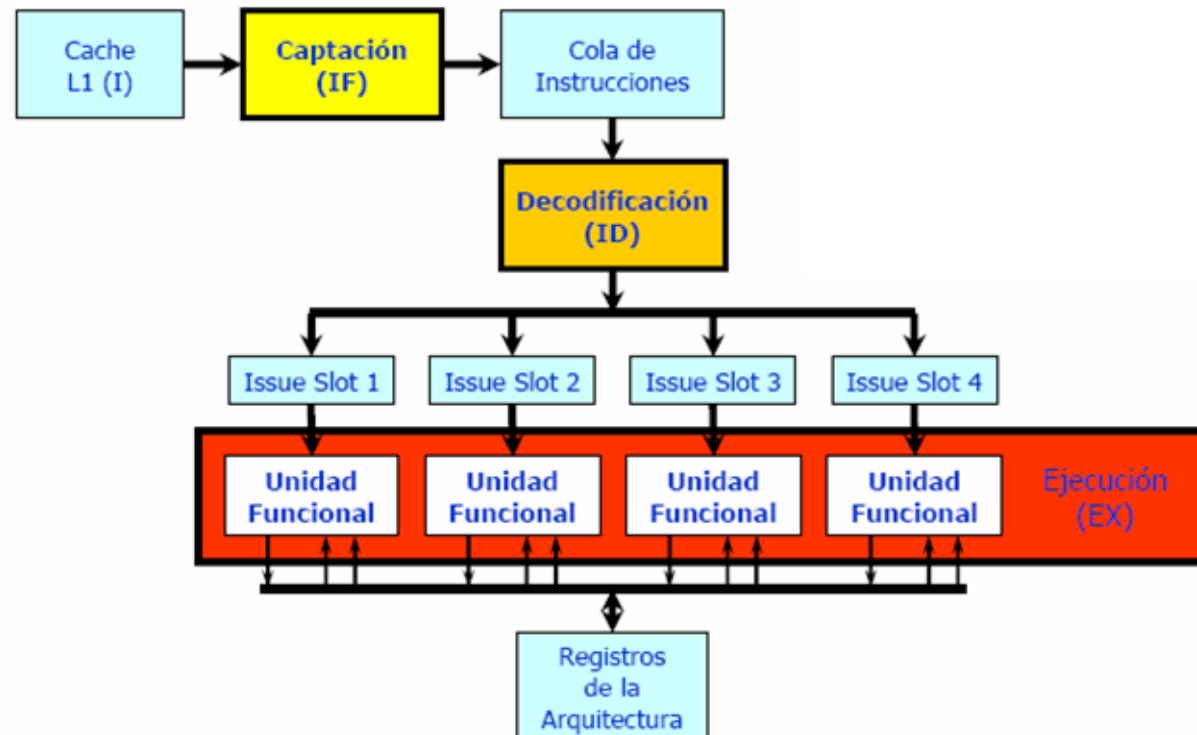 Cache
L1 (I)
Captación
(IF)
Cola de
Instrucciones
Decodificación
(ID)
Issue Slot 1
Issue Slot 2
Issue Slot 3
Issue Slot 4
Unidad
Funcional
Unidad
Funcional
Unidad
Funcional
Unidad
Funcional
Ejecución
(EX)
Registros
de la
Arquitectura